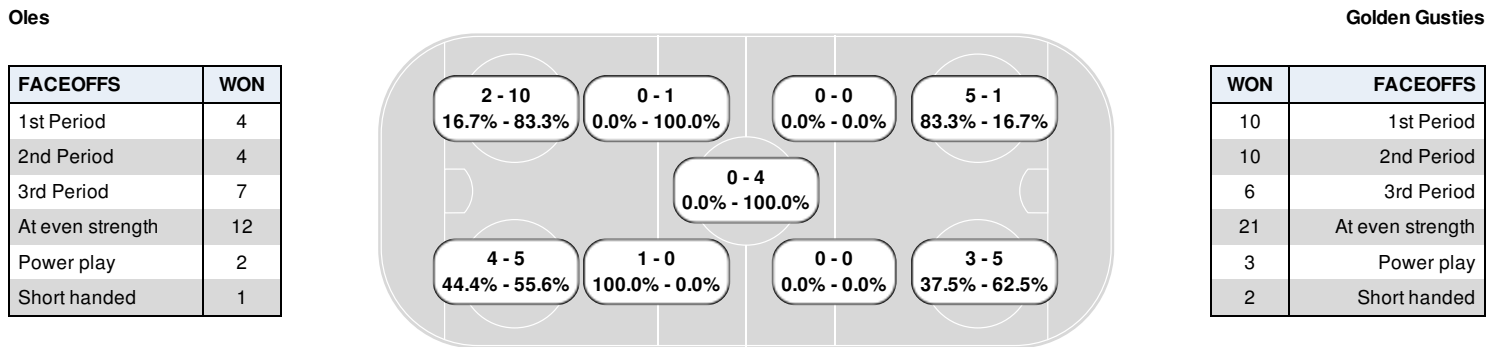 Oles
Golden Gusties
FACEOFFS WON
1st Period 4
2nd Period 4
3rd Period 7
At even strength 12
Power play 2
Short handed 1
2 - 10
16.7% - 83.3%
0 - 1
0.0% - 100.0%
0 - 0
0.0% - 0.0%
5 - 1
83.3% - 16.7%
0 - 4
0.0% - 100.0%
4 - 5
44.4% - 55.6%
1 - 0
100.0% - 0.0%
0 - 0
0.0% - 0.0%
3 - 5
37.5% - 62.5%
WON FACEOFFS
10 1st Period
10 2nd Period
6 3rd Period
21 At even strength
3 Power play
2 Short handed